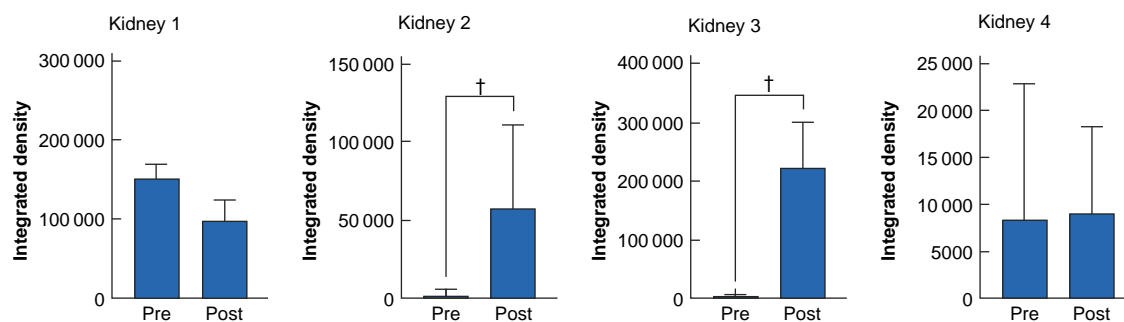 Kidney 1
Integrated density
300 000
200 000
100 000
0
Pre Post
Kidney 2
Integrated density
150 000
100 000
50 000
0
†
Pre Post
Kidney 3
Integrated density
400 000
300 000
200 000
100 000
0
†
Pre Post
Kidney 4
Integrated density
25 000
20 000
15 000
10 000
5000
0
Pre Post